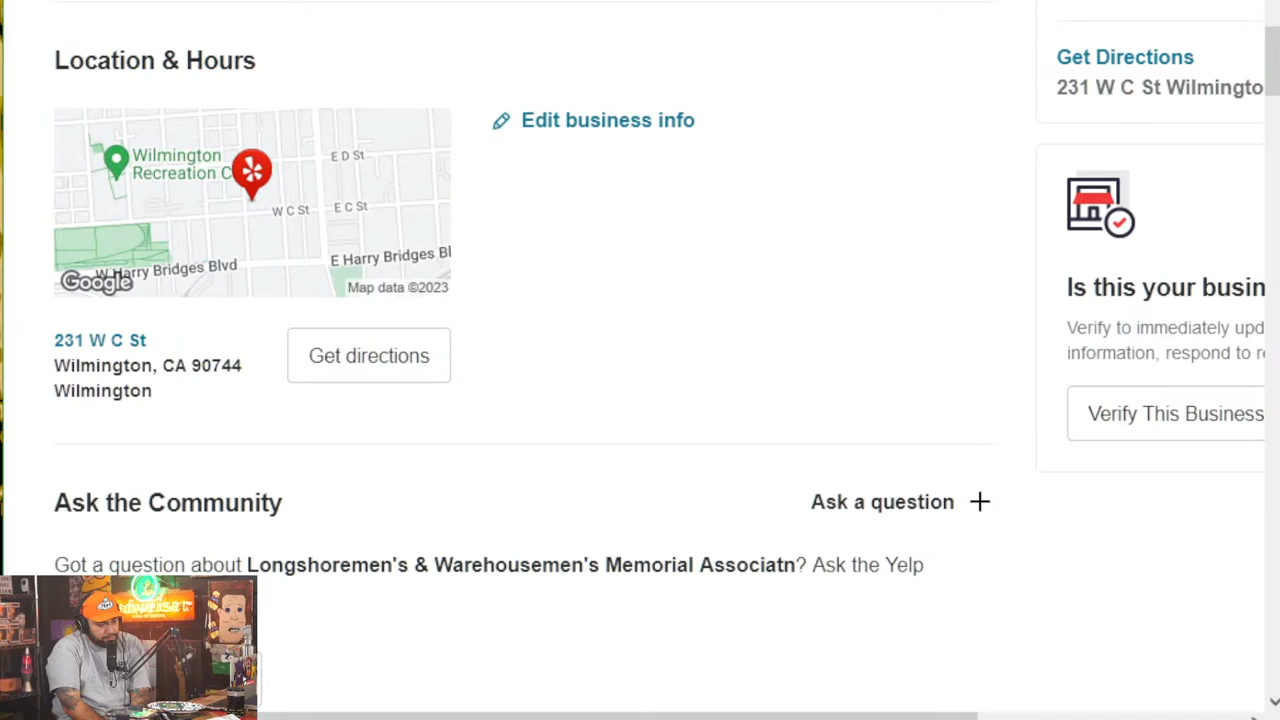 Location & Hours
Wilmington
Recreation C
E D St
W C St
E C St
W Harry Bridges Blvd
E Harry Bridges Bl
Google
Map data ©2023
Edit business info
231 W C St
Wilmington, CA 90744
Wilmington
Get directions
Get Directions
231 W C St Wilmingto
Is this your busin
Verify to immediately upd
information, respond to re
Verify This Business
Ask the Community
Ask a question
Got a question about Longshoremen's & Warehousemen's Memorial Associatn? Ask the Yelp